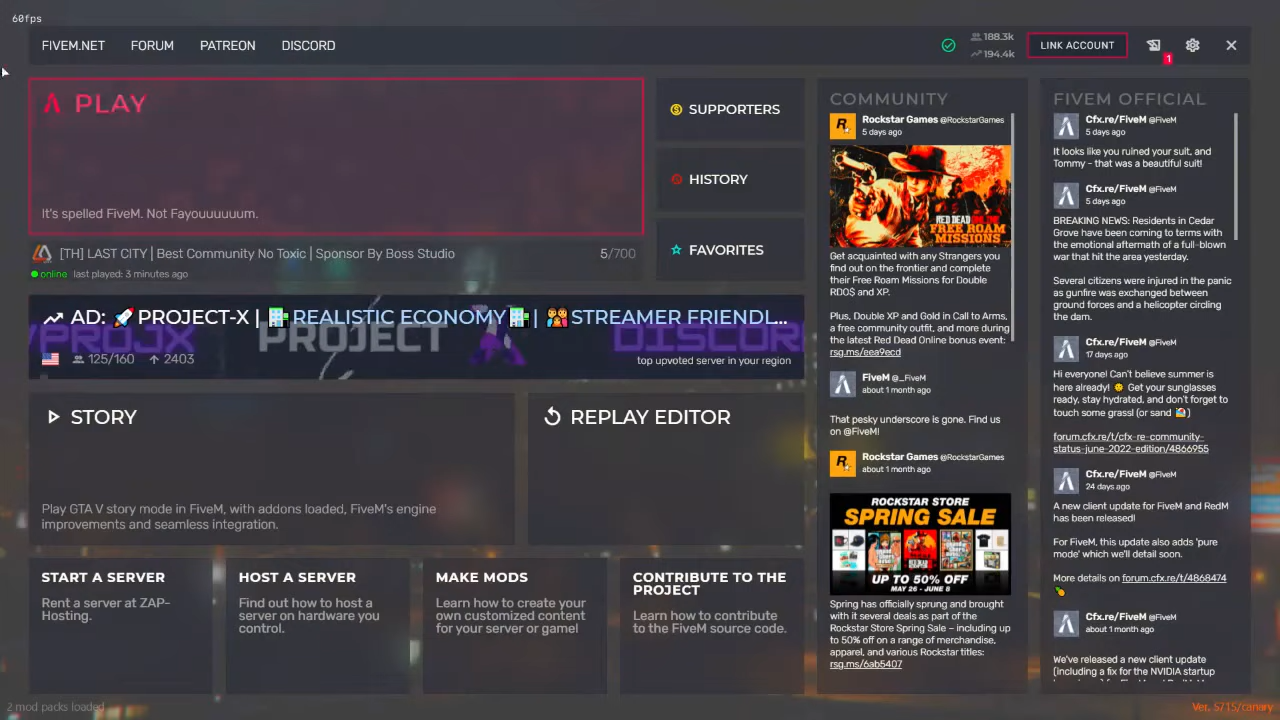 60fps
FIVEM.NET
FORUM
PATREON
DISCORD
188.3k
194.4k
LINK ACCOUNT
1
PLAY
It's spelled FiveM. Not Fayouuuuuum.
[TH] LAST CITY | Best Community No Toxic | Sponsor By Boss Studio
5/700
online
last played: 3 minutes ago
SUPPORTERS
HISTORY
FAVORITES
AD: 🚀PROJECT-X | 🏨REALISTIC ECONOMY🏨 | 👫STREAMER FRIENDL...
PROJX
PROJECT
DISCOR
125/160
2403
top upvoted server in your region
STORY
Play GTA V story mode in FiveM, with addons loaded, FiveM's engine
improvements and seamless integration.
REPLAY EDITOR
START A SERVER
Rent a server at ZAP-
Hosting.
HOST A SERVER
Find out how to host a
server on hardware you
control.
MAKE MODS
Learn how to create your
own customized content
for your server or game!
CONTRIBUTE TO THE
PROJECT
Learn how to contribute
to the FiveM source code.
COMMUNITY
Rockstar Games @RockstarGames
5 days ago
RED DEAD
ONLINE
FREE ROAM
MISSIONS
Get acquainted with any Strangers you
find out on the frontier and complete
their Free Roam Missions for Double
RDO$ and XP.
Plus, Double XP and Gold in Call to Arms,
a free community outfit, and more during
the latest Red Dead Online bonus event:
rsg.ms/eea9ecd
FiveM @_FiveM
about 1 month ago
That pesky underscore is gone. Find us
on @FiveM!
Rockstar Games @RockstarGames
about 1 month ago
ROCKSTAR STORE
SPRING SALE
UP TO 50% OFF
MAY 26 - JUNE 8
Spring has officially sprung and brought
with it several deals as part of the
Rockstar Store Spring Sale – including up
to 50% off on a range of merchandise,
apparel, and various Rockstar titles:
rsg.ms/6ab5407
FIVEM OFFICIAL
Cfx.re/FiveM @FiveM
5 days ago
It looks like you ruined your suit, and
Tommy - that was a beautiful suit!
Cfx.re/FiveM @FiveM
5 days ago
BREAKING NEWS: Residents in Cedar
Grove have been coming to terms with
the emotional aftermath of a full-blown
war that hit the area yesterday.
Several citizens were injured in the panic
as gunfire was exchanged between
ground forces and a helicopter circling
the dam.
Cfx.re/FiveM @FiveM
17 days ago
Hi everyone! Can't believe summer is
here already! 🌞 Get your sunglasses
ready, stay hydrated, and don't forget to
touch some grass! (or sand 🏖)
forum.cfx.re/t/cfx-re-community-
status-june-2022-edition/4866955
Cfx.re/FiveM @FiveM
24 days ago
A new client update for FiveM and RedM
has been released!
For FiveM, this update also adds 'pure
mode' which we'll detail soon.
More details on forum.cfx.re/t/4868474
Cfx.re/FiveM @FiveM
about 1 month ago
We've released a new client update
(including a fix for the NVIDIA startup
2 mod packs loaded
Ver. 5715/canary